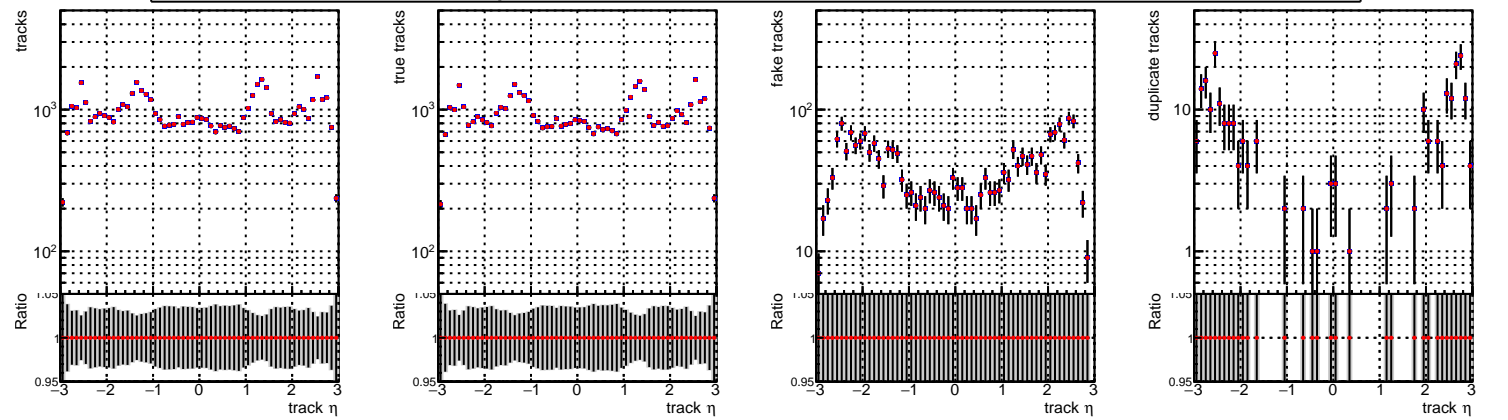 tracks
10³
10²
Ratio
1.05
1
0.95
−3 −2 −1 0 1 2 3
track η
true tracks
10³
10²
Ratio
1.05
1
0.95
−3 −2 −1 0 1 2 3
track η
fake tracks
10²
10
Ratio
1.05
1
0.95
−3 −2 −1 0 1 2 3
track η
duplicate tracks
10
1
Ratio
1.05
1
0.95
−3 −2 −1 0 1 2 3
track η